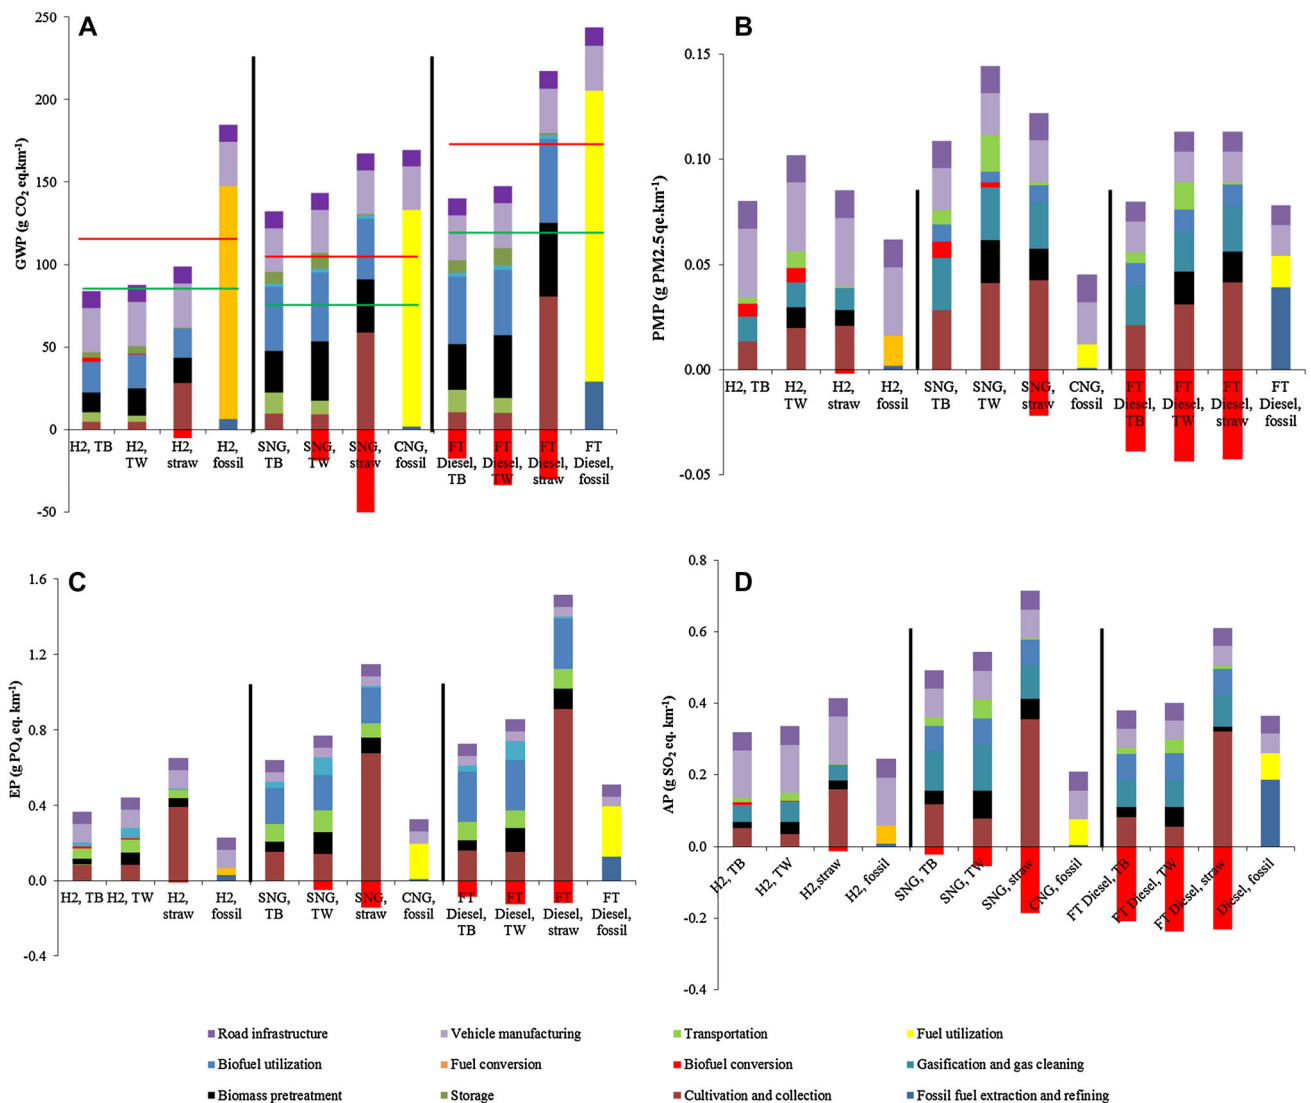 A
GWP (g CO2 eq.km-1)
250
200
150
100
50
0
-50
H2, TB
H2, TW
H2, straw
H2, fossil
SNG, TB
SNG, TW
SNG, straw
CNG, fossil
FT Diesel, TB
FT Diesel, TW
FT Diesel, straw
FT Diesel, fossil
B
PMP (g PM2.5 qe.km-1)
0.15
0.10
0.05
0.00
-0.05
H2, TB
H2, TW
H2, straw
H2, fossil
SNG, TB
SNG, TW
SNG, straw
CNG, fossil
FT Diesel, TB
FT Diesel, TW
FT Diesel, straw
FT Diesel, fossil
C
EP (g PO4 eq. km-1)
1.6
1.2
0.8
0.4
0.0
-0.4
H2, TB
H2, TW
H2, straw
H2, fossil
SNG, TB
SNG, TW
SNG, straw
CNG, fossil
FT Diesel, TB
FT Diesel, TW
FT Diesel, straw
FT Diesel, fossil
D
AP (g SO2 eq. km-1)
0.8
0.6
0.4
0.2
0.0
-0.2
-0.4
H2, TB
H2, TW
H2,straw
H2, fossil
SNG, TB
SNG, TW
SNG, straw
CNG, fossil
FT Diesel, TB
FT Diesel, TW
FT Diesel, straw
Diesel, fossil
Road infrastructure
Vehicle manufacturing
Transportation
Fuel utilization
Biofuel utilization
Fuel conversion
Biofuel conversion
Gasification and gas cleaning
Biomass pretreatment
Storage
Cultivation and collection
Fossil fuel extraction and refining